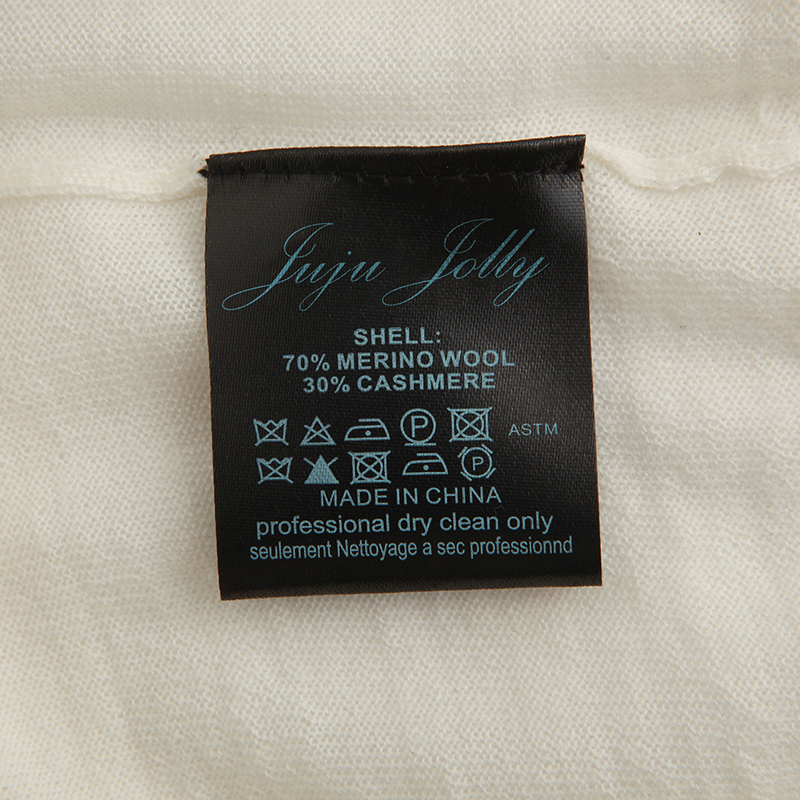 Juju Jolly
SHELL:
70% MERINO WOOL
30% CASHMERE
P ASTM
P
MADE IN CHINA
professional dry clean only
seulement Nettoyage a sec professionnd